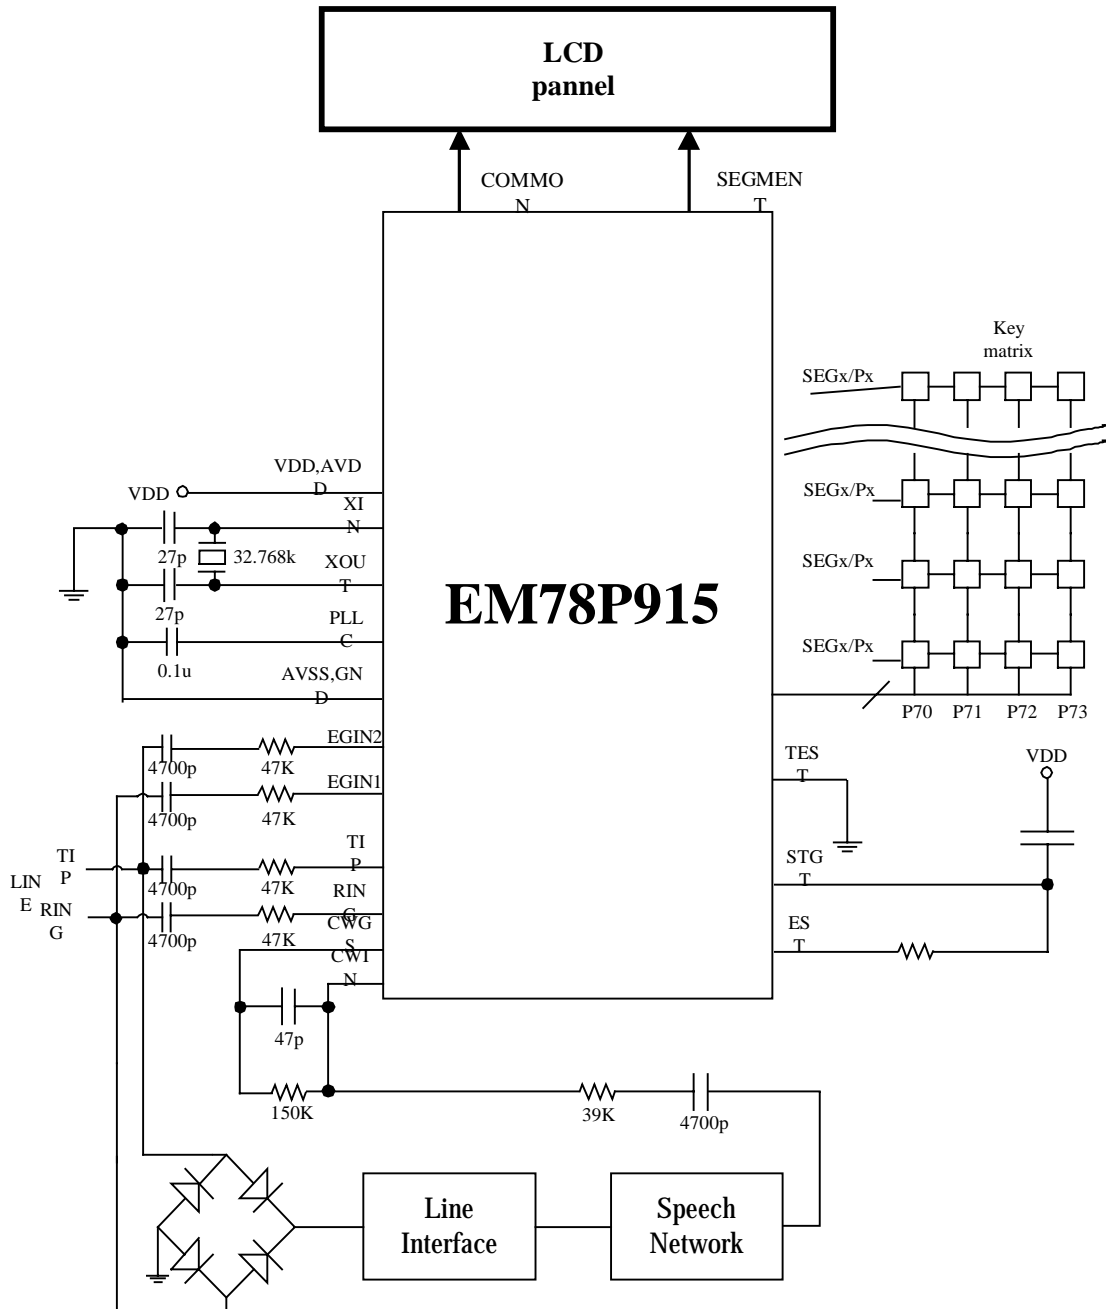 LCD
pannel
COMMO
N
SEGMEN
T
Key
matrix
SEGx/Px
VDD,AVD
D
VDD
XI
N
SEGx/Px
27p
32.768k
XOU
T
SEGx/Px
EM78P915
27p
PLL
C
0.1u
SEGx/Px
AVSS,GN
D
P70 P71 P72 P73
EGIN2
4700p
47K
EGIN1
4700p
47K
TES
T
VDD
TI
P
LIN
E
RIN
G
TI
P
4700p
47K
RIN
G
4700p
47K
CWG
S
CWI
N
STG
T
ES
T
47p
150K
39K
4700p
Line
Interface
Speech
Network